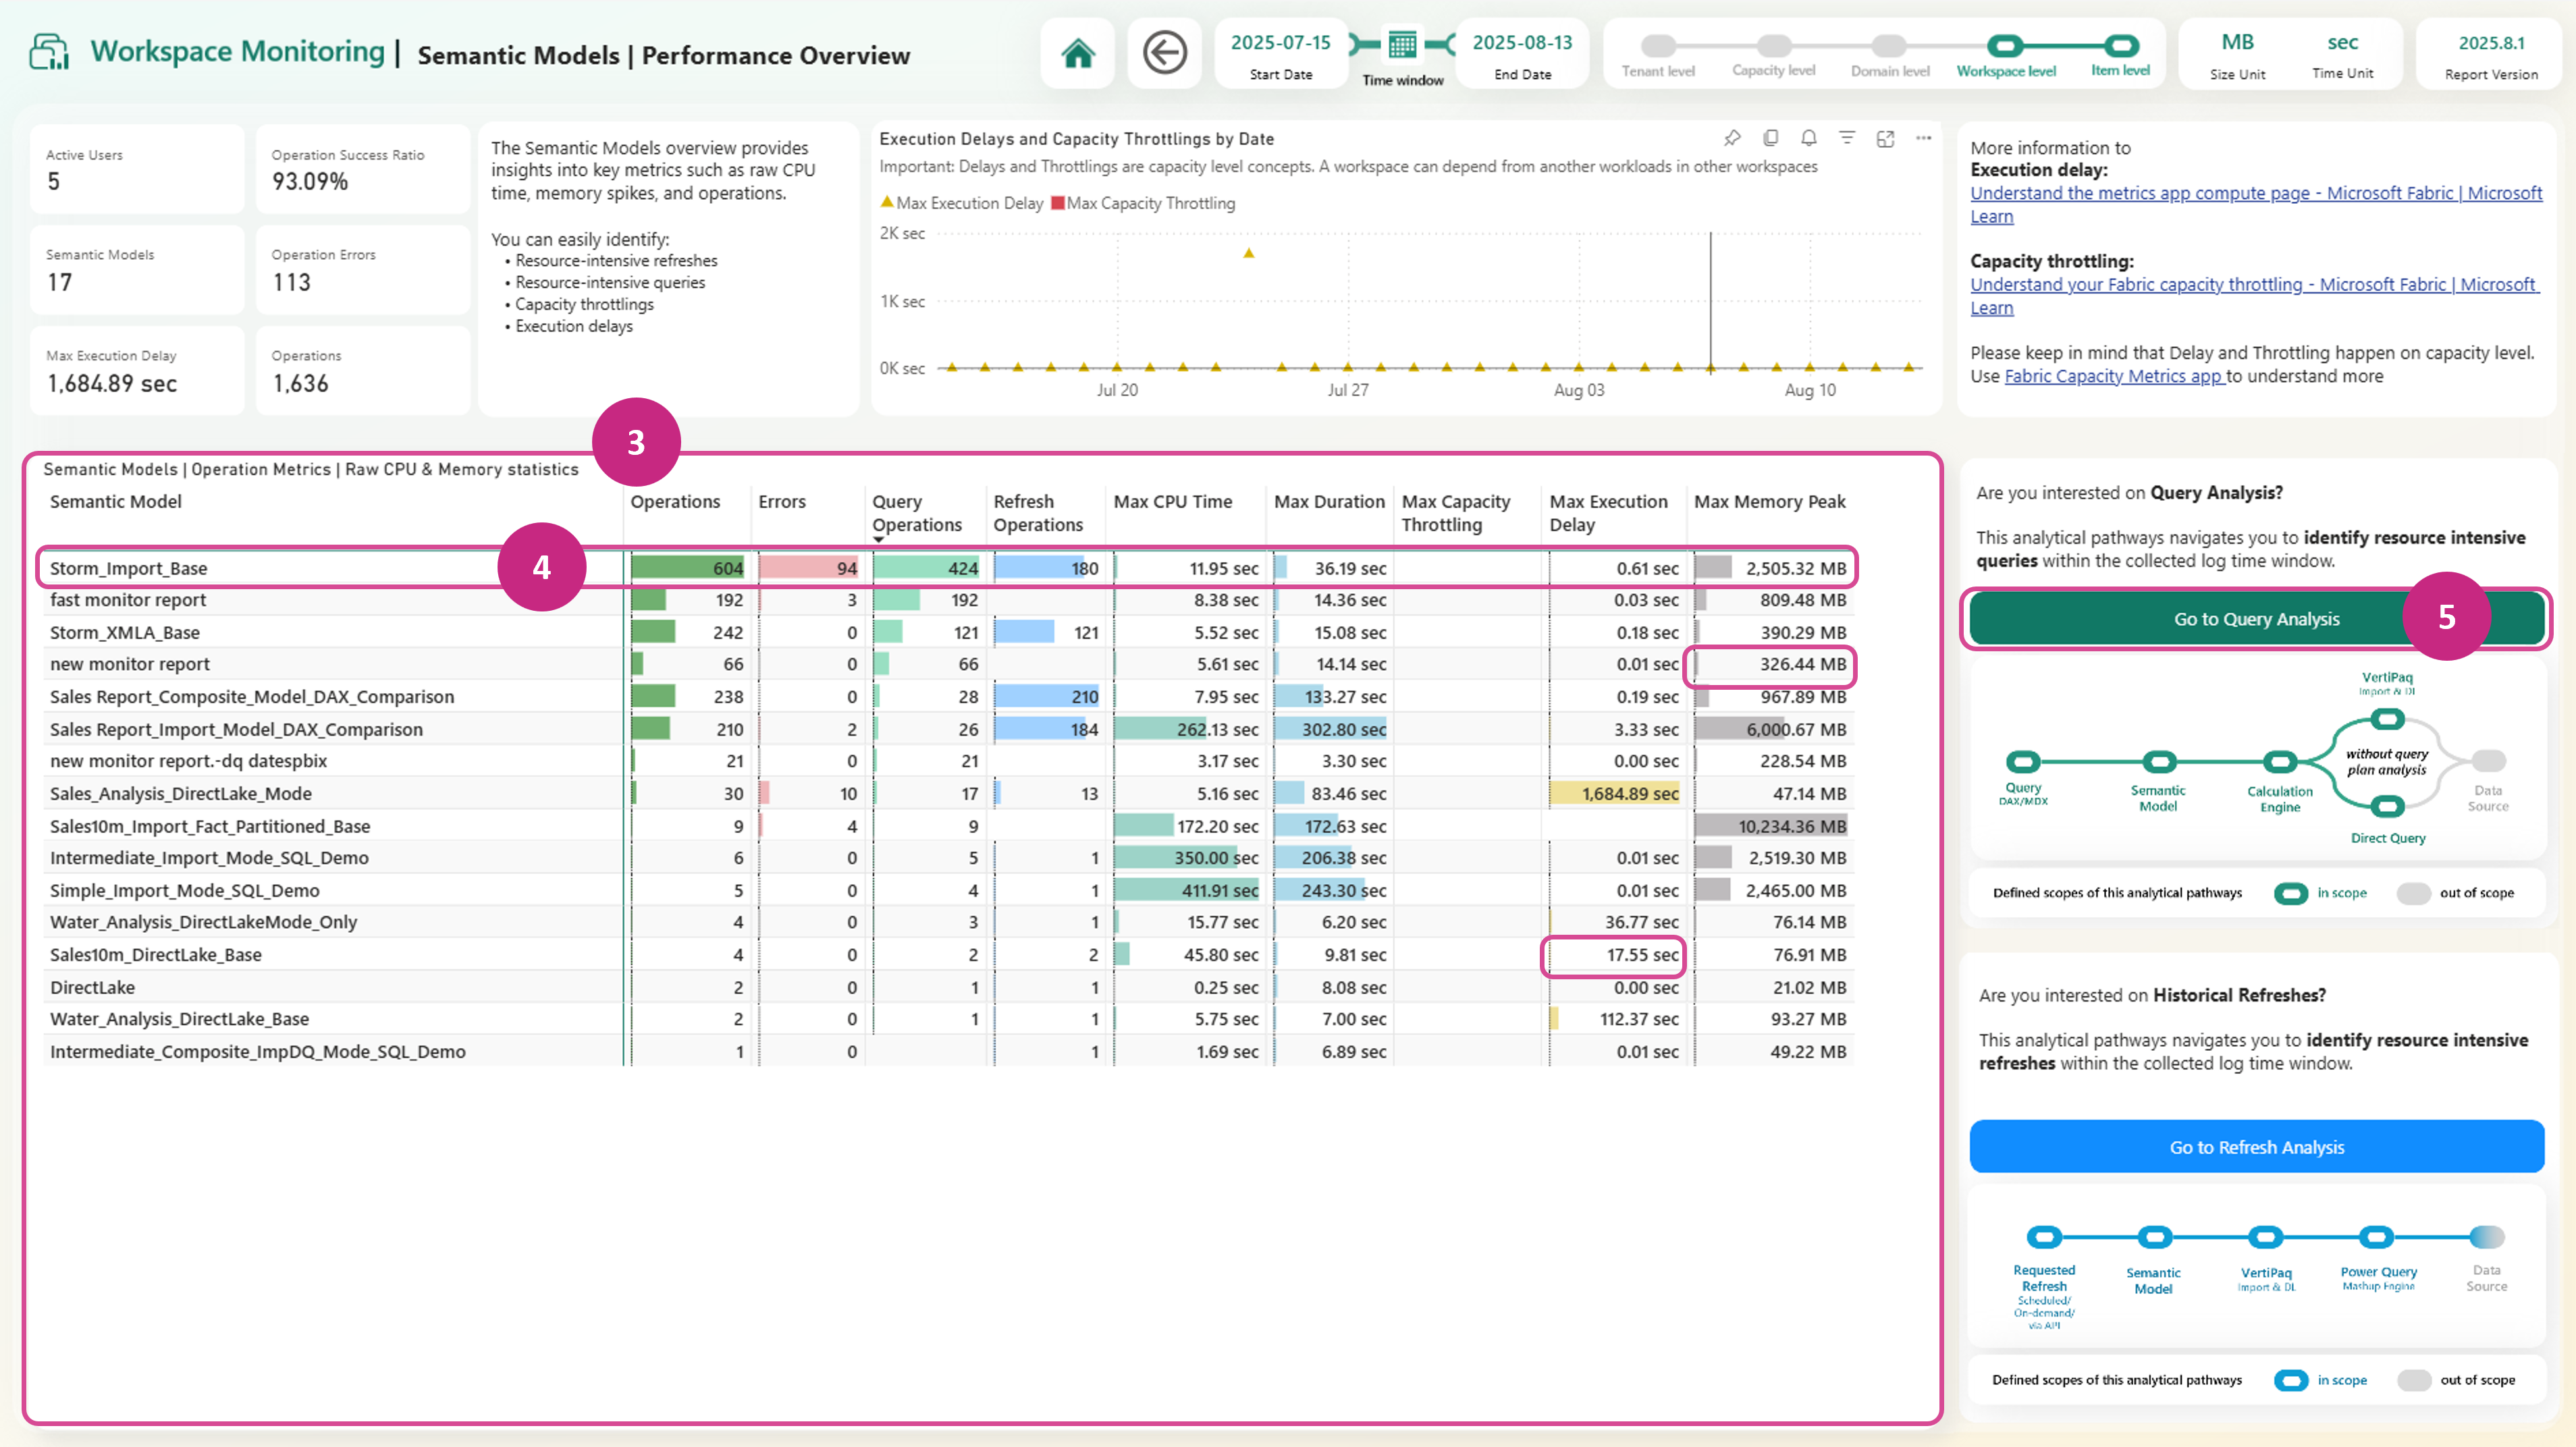 Workspace Monitoring | Semantic Models | Performance Overview
2025-07-15
Start Date
Time window
2025-08-13
End Date
Tenant level
Capacity level
Domain level
Workspace level
Item level
MB
Size Unit
sec
Time Unit
2025.8.1
Report Version
Active Users
5
Operation Success Ratio
93.09%
Semantic Models
17
Operation Errors
113
Max Execution Delay
1,684.89 sec
Operations
1,636
The Semantic Models overview provides
insights into key metrics such as raw CPU
time, memory spikes, and operations.
You can easily identify:
• Resource-intensive refreshes
• Resource-intensive queries
• Capacity throttlings
• Execution delays
Execution Delays and Capacity Throttlings by Date
Important: Delays and Throttlings are capacity level concepts. A workspace can depend from another workloads in other workspaces
Max Execution Delay Max Capacity Throttling
2K sec
1K sec
0K sec
Jul 20 Jul 27 Aug 03 Aug 10
More information to
Execution delay:
Understand the metrics app compute page - Microsoft Fabric | Microsoft
Learn
Capacity throttling:
Understand your Fabric capacity throttling - Microsoft Fabric | Microsoft
Learn
Please keep in mind that Delay and Throttling happen on capacity level.
Use Fabric Capacity Metrics app to understand more
3
Semantic Models | Operation Metrics | Raw CPU & Memory statistics
Semantic Model Operations Errors Query Operations Refresh Operations Max CPU Time Max Duration Max Capacity Throttling Max Execution Delay Max Memory Peak
4
Storm_Import_Base 604 94 424 180 11.95 sec 36.19 sec 0.61 sec 2,505.32 MB
fast monitor report 192 3 192 8.38 sec 14.36 sec 0.03 sec 809.48 MB
Storm_XMLA_Base 242 0 121 121 5.52 sec 15.08 sec 0.18 sec 390.29 MB
new monitor report 66 0 66 5.61 sec 14.14 sec 0.01 sec 326.44 MB
Sales Report_Composite_Model_DAX_Comparison 238 0 28 210 7.95 sec 133.27 sec 0.19 sec 967.89 MB
Sales Report_Import_Model_DAX_Comparison 210 2 26 184 262.13 sec 302.80 sec 3.33 sec 6,000.67 MB
new monitor report.-dq datespbix 21 0 21 3.17 sec 3.30 sec 0.00 sec 228.54 MB
Sales_Analysis_DirectLake_Mode 30 10 17 13 5.16 sec 83.46 sec 1,684.89 sec 47.14 MB
Sales10m_Import_Fact_Partitioned_Base 9 4 9 172.20 sec 172.63 sec 10,234.36 MB
Intermediate_Import_Mode_SQL_Demo 6 0 5 1 350.00 sec 206.38 sec 0.01 sec 2,519.30 MB
Simple_Import_Mode_SQL_Demo 5 0 4 1 411.91 sec 243.30 sec 0.01 sec 2,465.00 MB
Water_Analysis_DirectLakeMode_Only 4 0 3 1 15.77 sec 6.20 sec 36.77 sec 76.14 MB
Sales10m_DirectLake_Base 4 0 2 2 45.80 sec 9.81 sec 17.55 sec 76.91 MB
DirectLake 2 0 1 1 0.25 sec 8.08 sec 0.00 sec 21.02 MB
Water_Analysis_DirectLake_Base 2 0 1 1 5.75 sec 7.00 sec 112.37 sec 93.27 MB
Intermediate_Composite_ImpDQ_Mode_SQL_Demo 1 0 1 1.69 sec 6.89 sec 0.01 sec 49.22 MB
Are you interested on Query Analysis?
This analytical pathways navigates you to identify resource intensive
queries within the collected log time window.
Go to Query Analysis
5
VertiPaq
Import & DL
without query
plan analysis
Query
DAX/MDX
Semantic
Model
Calculation
Engine
Data
Source
Direct Query
Defined scopes of this analytical pathways in scope out of scope
Are you interested on Historical Refreshes?
This analytical pathways navigates you to identify resource intensive
refreshes within the collected log time window.
Go to Refresh Analysis
Requested
Refresh
Scheduled/
On-demand/
via API
Semantic
Model
VertiPaq
Import & DL
Power Query
Mashup Engine
Data
Source
Defined scopes of this analytical pathways in scope out of scope